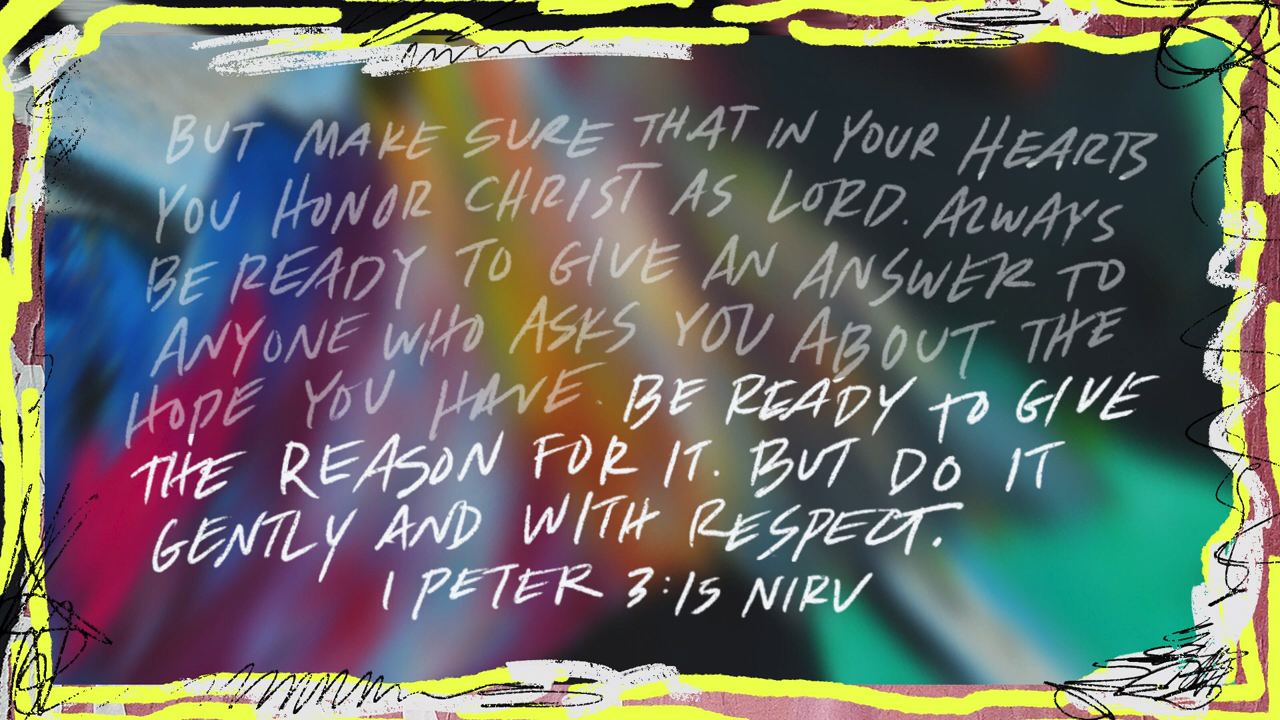 BUT MAKE SURE THAT IN YOUR HEARTS
YOU HONOR CHRIST AS LORD. ALWAYS
BE READY TO GIVE AN ANSWER TO
ANYONE WHO ASKS YOU ABOUT THE
HOPE YOU HAVE. BE READY TO GIVE
THE REASON FOR IT. BUT DO IT
GENTLY AND WITH RESPECT.
1 PETER 3:15 NIRV